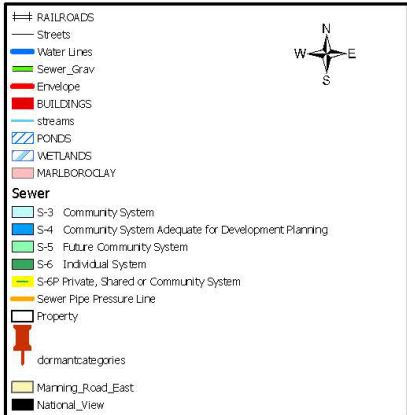 RAILROADS
Streets
Water Lines
Sewer_Grav
Envelope
BUILDINGS
streams
PONDS
WETLANDS
MARLBOROCLAY
Sewer
S-3 Community System
S-4 Community System Adequate for Development Planning
S-5 Future Community System
S-6 Individual System
S-6P Private, Shared or Community System
Sewer Pipe Pressure Line
Property
dormantcategories
Manning_Road_East
National_View
N
W E
S